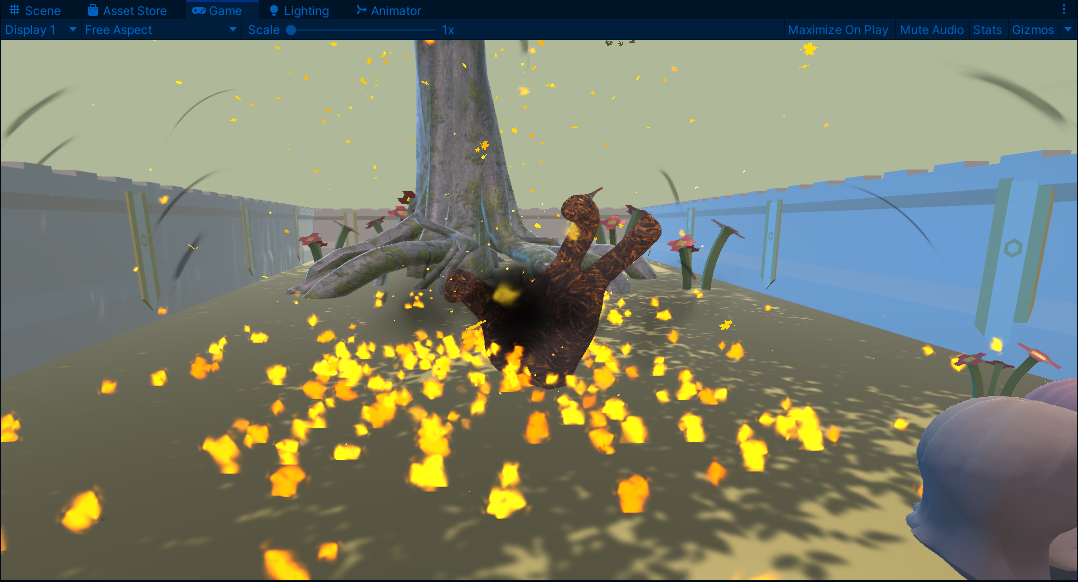 Scene Asset Store Game Lighting Animator
Display 1 Free Aspect Scale 1x Maximize On Play Mute Audio Stats Gizmos